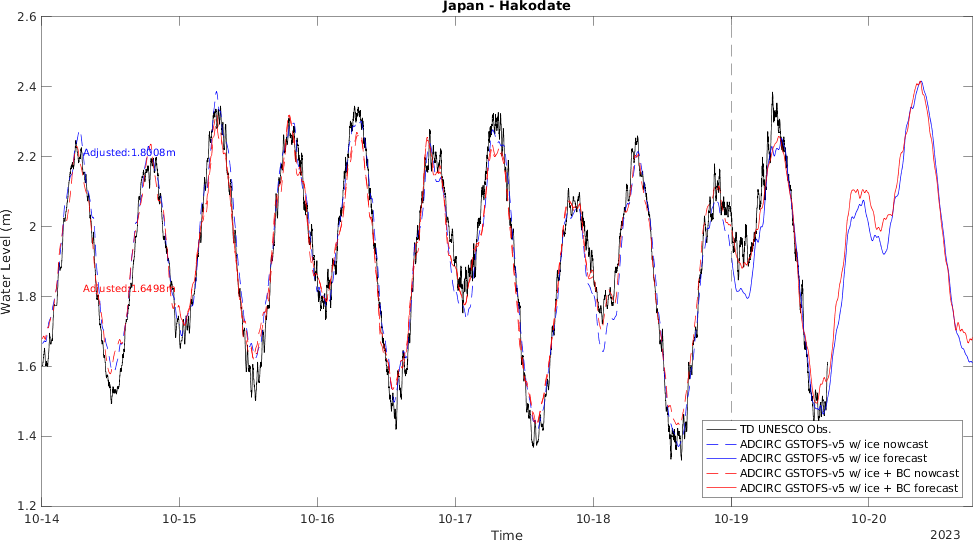 Japan - Hakodate
2.6
2.4
2.2
2
1.8
1.6
1.4
1.2
Water Level (m)
Adjusted:1.8008m
Adjusted:1.6498m
TD UNESCO Obs.
ADCIRC GSTOFS-v5 w/ ice nowcast
ADCIRC GSTOFS-v5 w/ ice forecast
ADCIRC GSTOFS-v5 w/ ice + BC nowcast
ADCIRC GSTOFS-v5 w/ ice + BC forecast
10-14
10-15
10-16
10-17
10-18
10-19
10-20
Time
2023